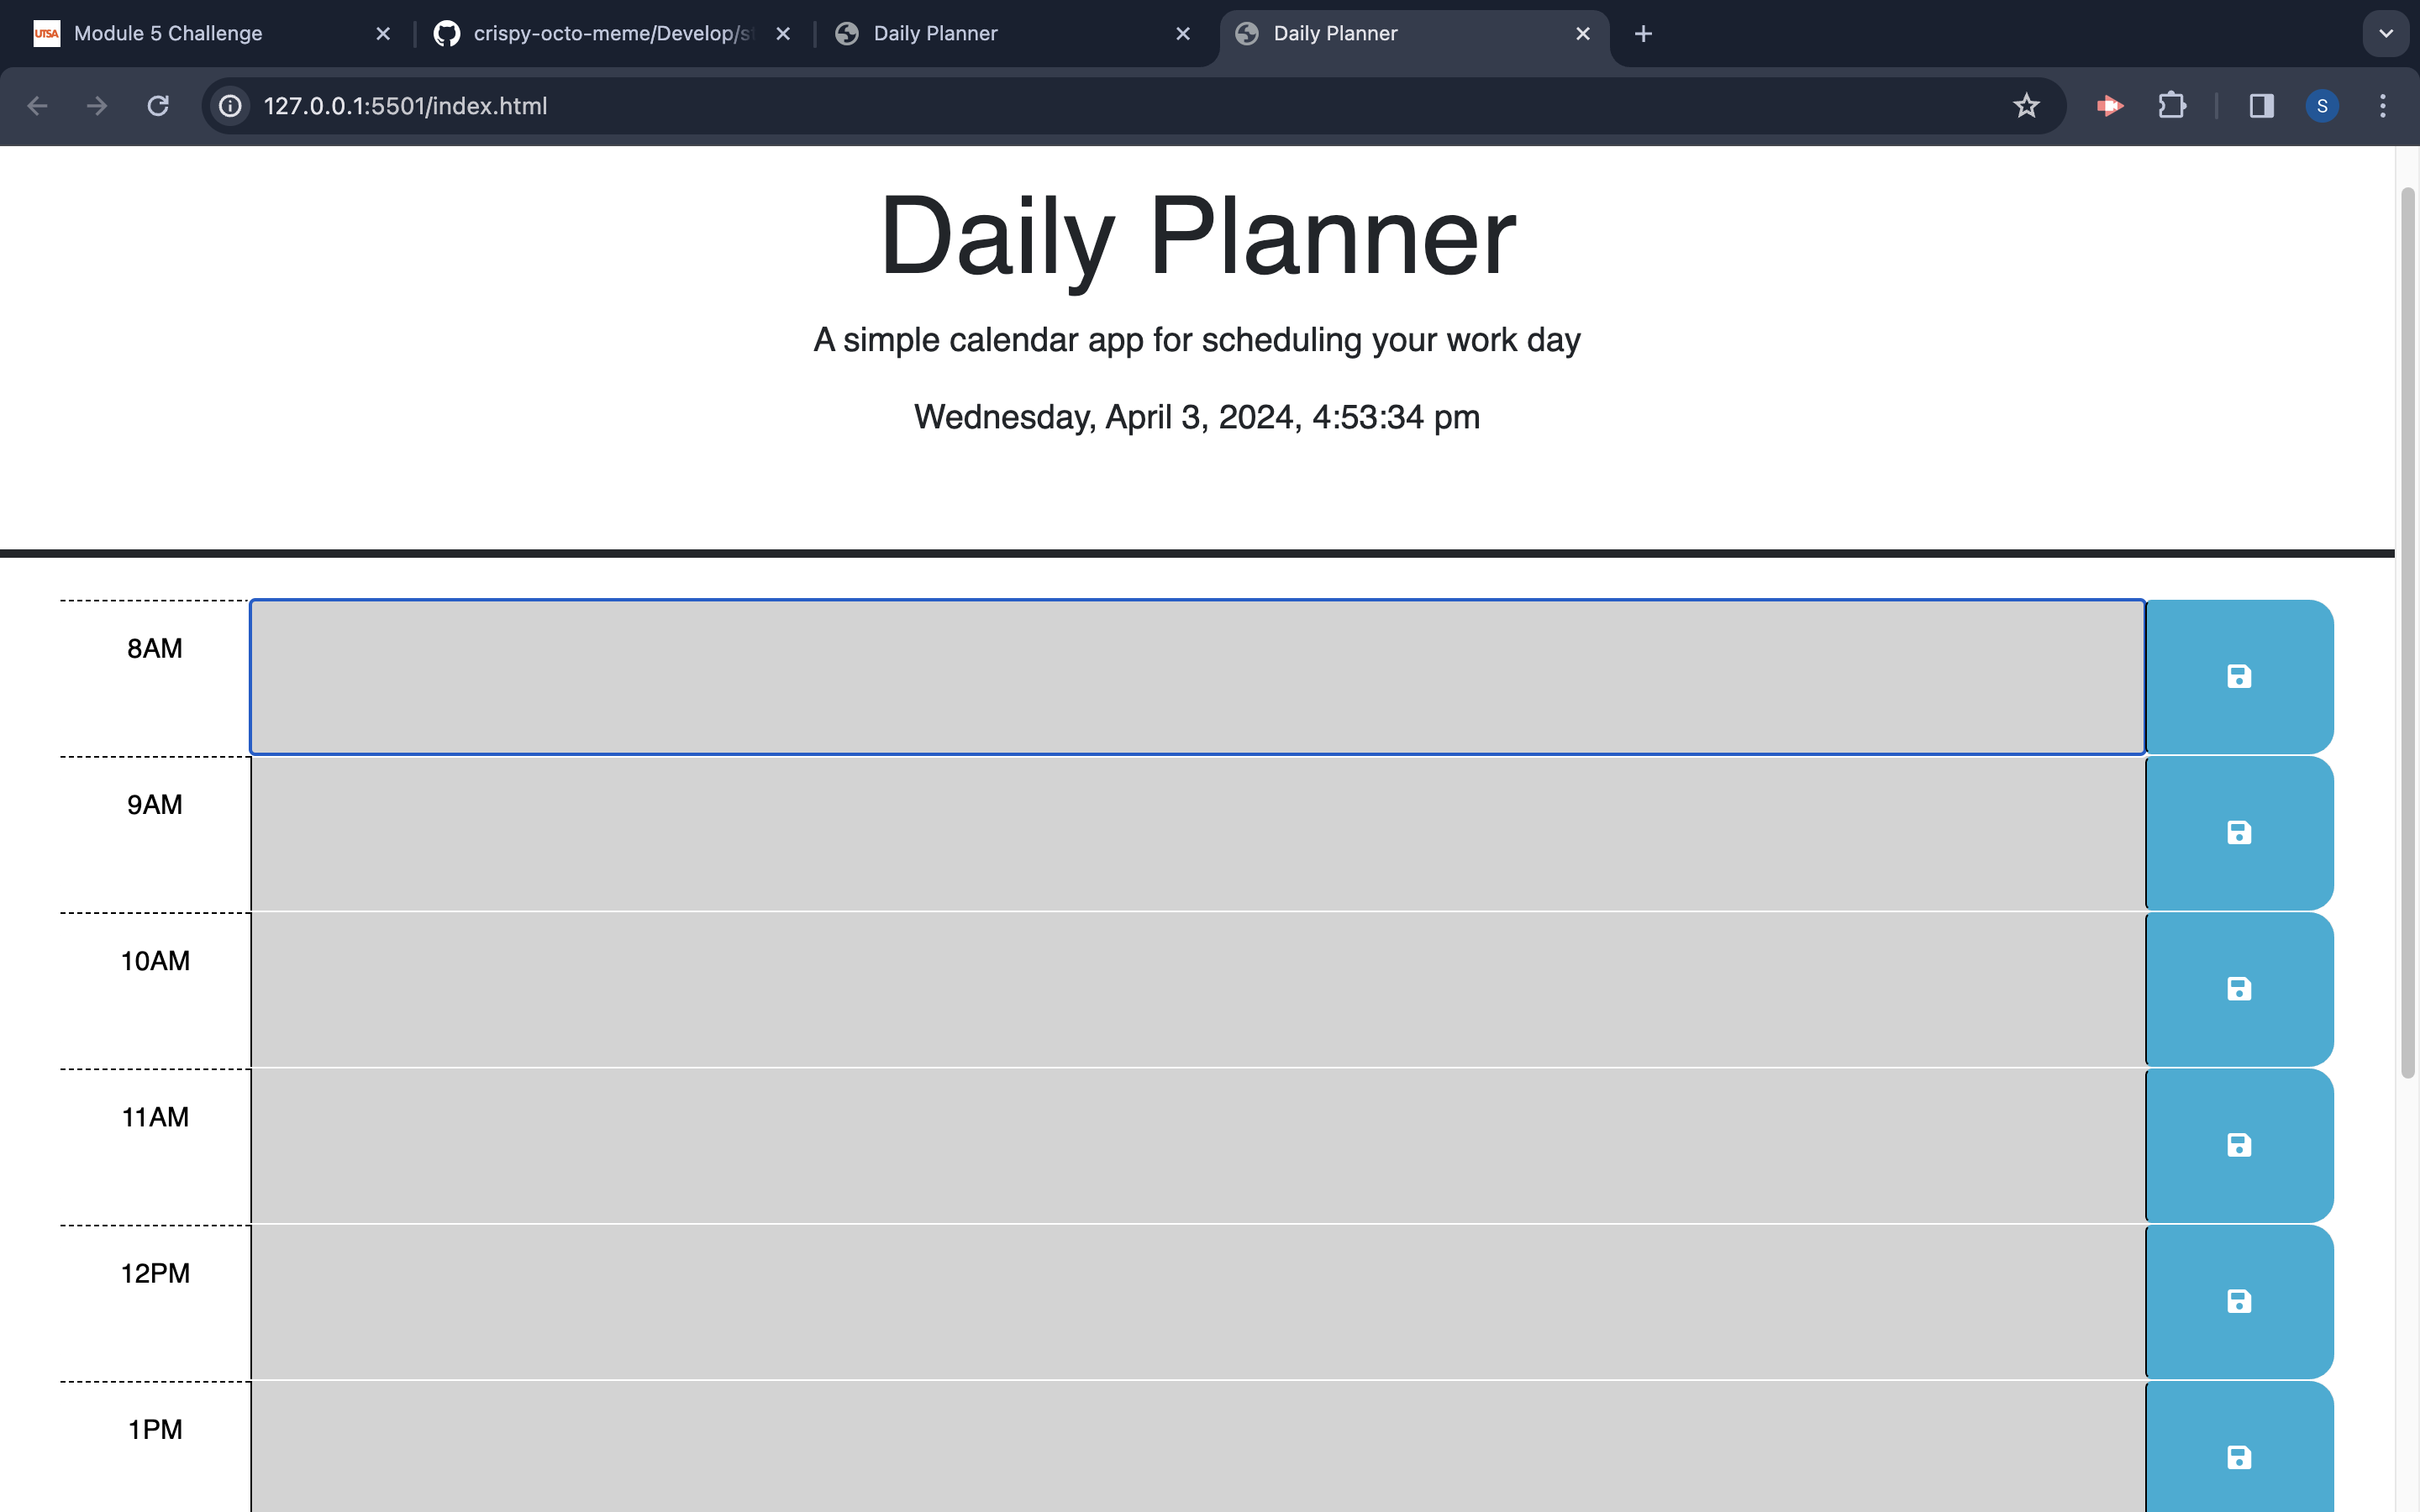 UTSA Module 5 Challenge
crispy-octo-meme/Develop/s
Daily Planner
Daily Planner
127.0.0.1:5501/index.html
S
Daily Planner
A simple calendar app for scheduling your work day
Wednesday, April 3, 2024, 4:53:34 pm
8AM
9AM
10AM
11AM
12PM
1PM